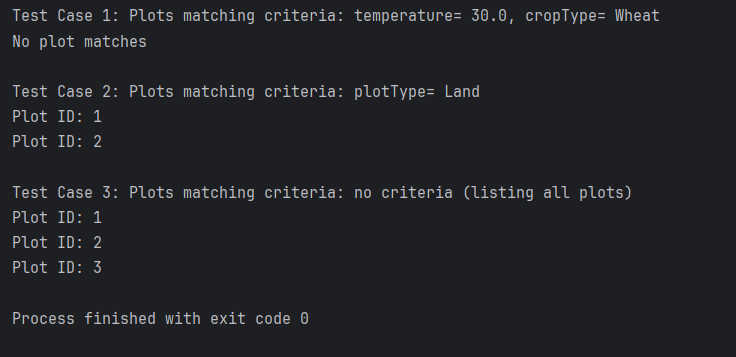 Test Case 1: Plots matching criteria: temperature= 30.0, cropType= Wheat
No plot matches
Test Case 2: Plots matching criteria: plotType= Land
Plot ID: 1
Plot ID: 2
Test Case 3: Plots matching criteria: no criteria (listing all plots)
Plot ID: 1
Plot ID: 2
Plot ID: 3
Process finished with exit code 0